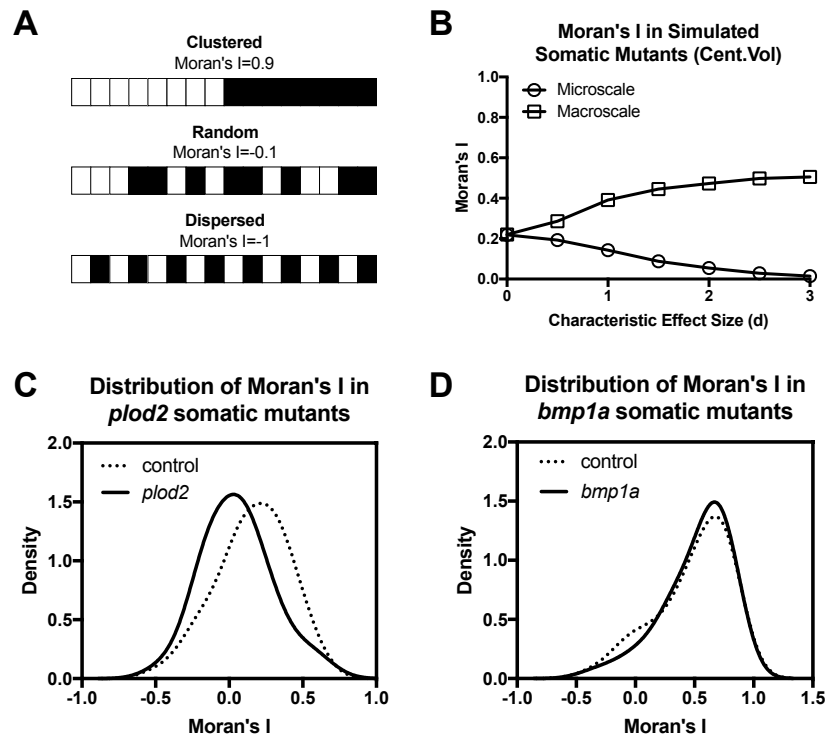 A
Clustered
Moran's I=0.9
Random
Moran's I=-0.1
Dispersed
Moran's I=-1
B
Moran's I in Simulated
Somatic Mutants (Cent.Vol)
Microscale
Macroscale
Moran's I
1.0
0.8
0.6
0.4
0.2
0.0
0 1 2 3
Characteristic Effect Size (d)
C
Distribution of Moran's I in
plod2 somatic mutants
control
plod2
Density
2.0
1.5
1.0
0.5
0.0
-1.0 -0.5 0.0 0.5 1.0
Moran's I
D
Distribution of Moran's I in
bmp1a somatic mutants
control
bmp1a
Density
2.0
1.5
1.0
0.5
0.0
-1.0 -0.5 0.0 0.5 1.0 1.5
Moran's I